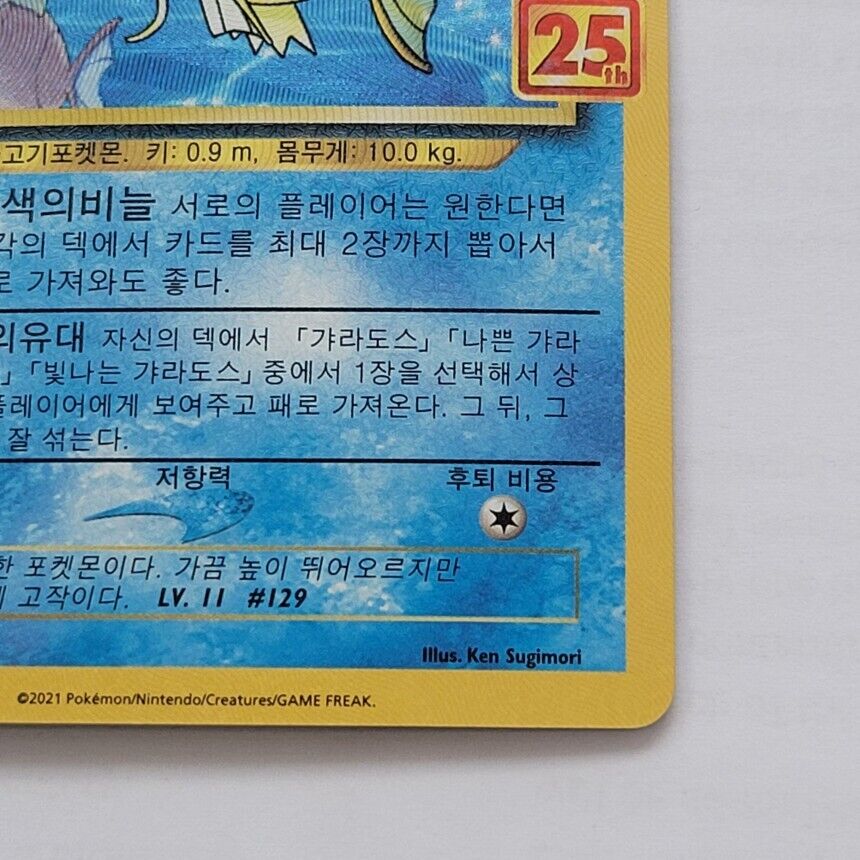 25th
고기포켓몬. 키: 0.9 m, 몸무게: 10.0 kg.
색의비늘 서로의 플레이어는 원한다면
각의 덱에서 카드를 최대 2장까지 뽑아서
로 가져와도 좋다.
의유대 자신의 덱에서 「갸라도스」「나쁜 갸라
」「빛나는 갸라도스」 중에서 1장을 선택해서 상
플레이어에게 보여주고 패로 가져온다. 그 뒤, 그
잘 섞는다.
저항력 후퇴 비용
한 포켓몬이다. 가끔 높이 뛰어오르지만
고작이다. LV. 11 #129
Illus. Ken Sugimori
©2021 Pokémon/Nintendo/Creatures/GAME FREAK.